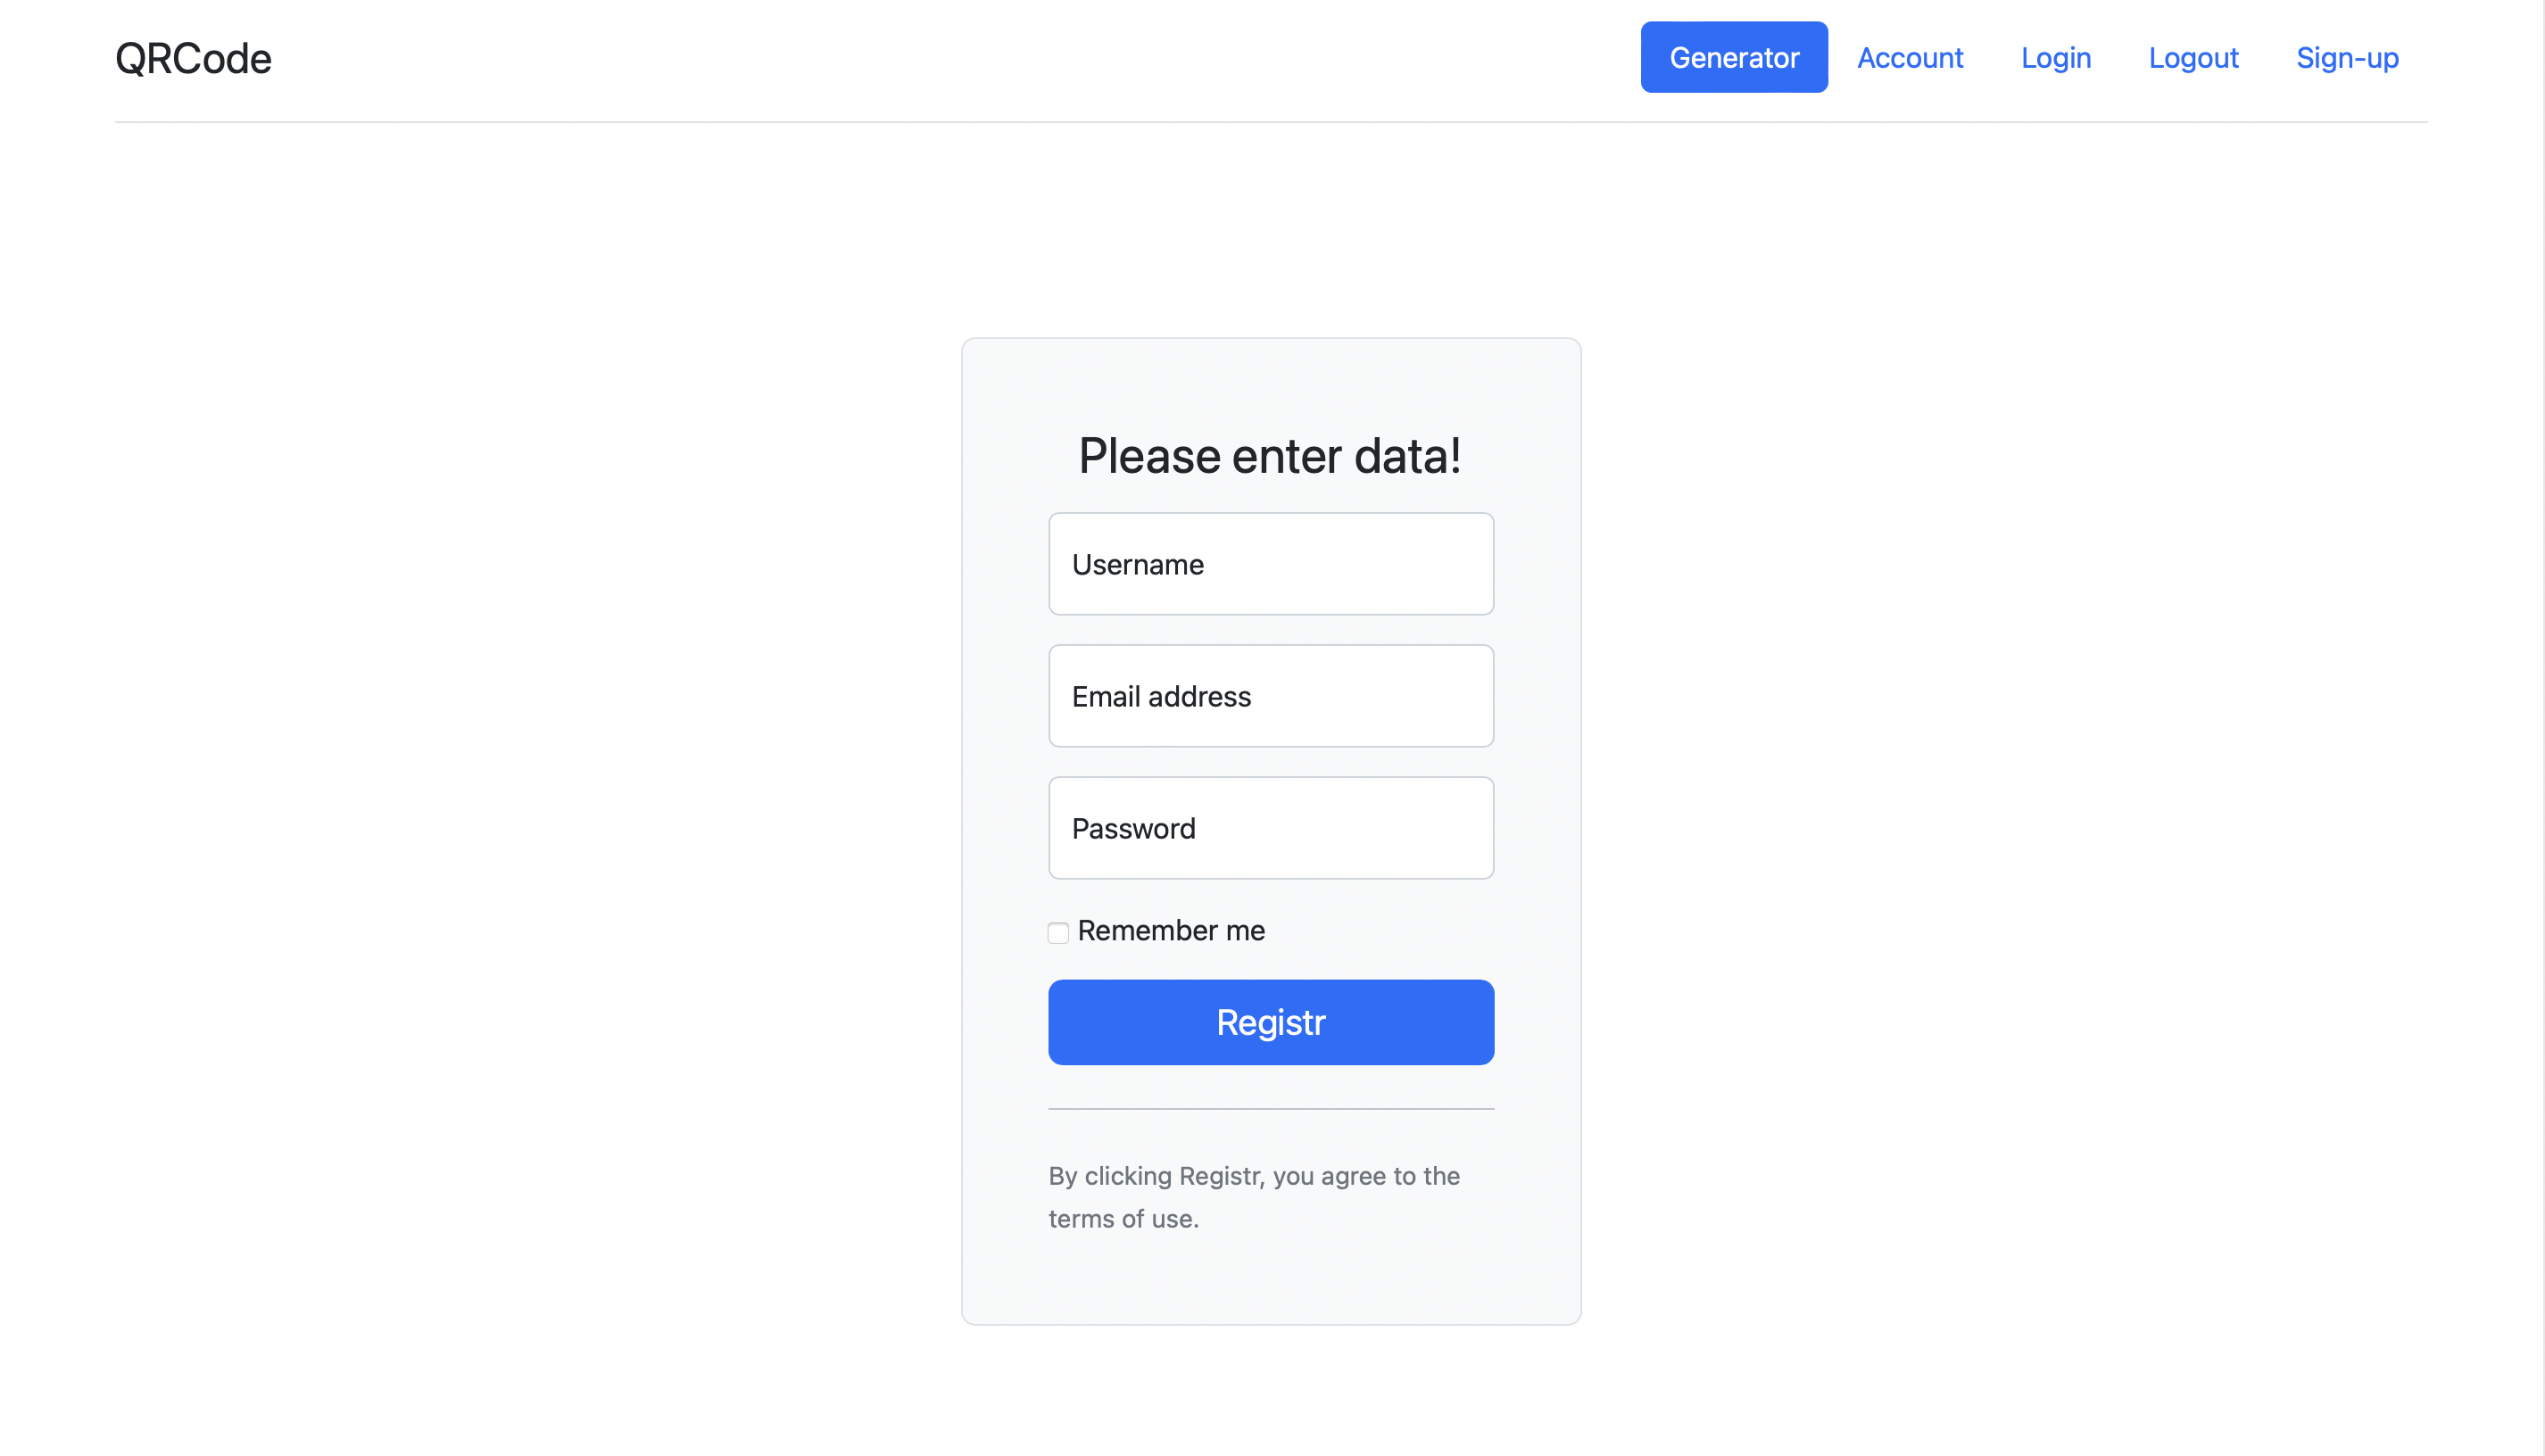 QRCode
Generator Account Login Logout Sign-up
Please enter data!
Username
Email address
Password
Remember me
Registr
By clicking Registr, you agree to the
terms of use.